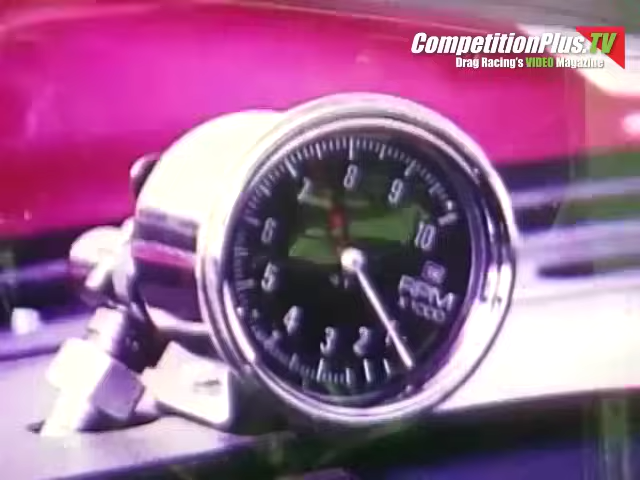 CompetitionPlus.TV
Drag Racing's VIDEO Magazine
7 8 9
6 10
5
4
3 2 1
RPM
X 1000